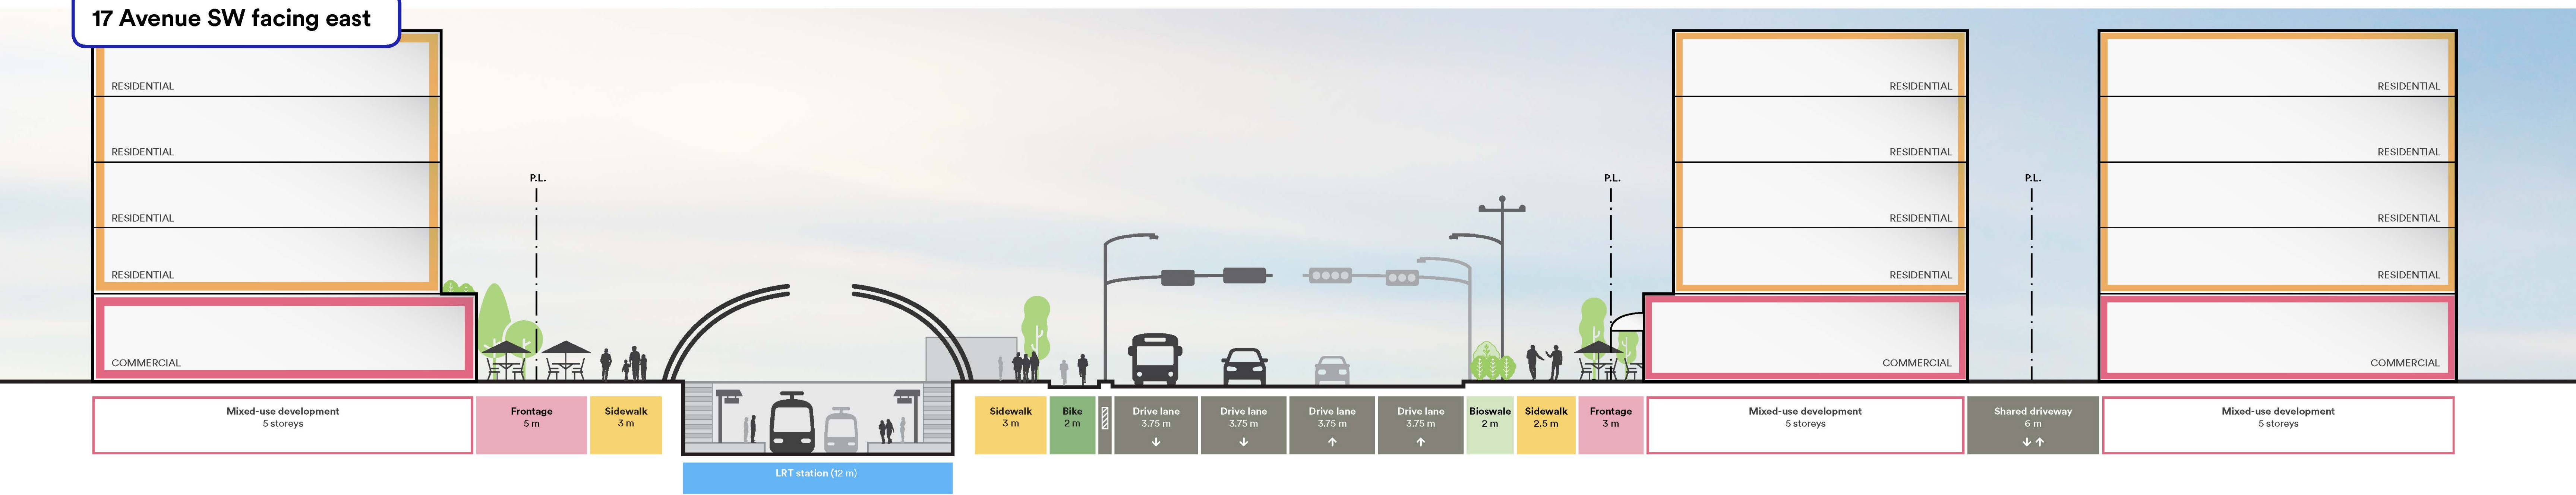 17 Avenue SW facing east
RESIDENTIAL
RESIDENTIAL
RESIDENTIAL
RESIDENTIAL
COMMERCIAL
P.L.
P.L.
RESIDENTIAL
RESIDENTIAL
RESIDENTIAL
RESIDENTIAL
COMMERCIAL
P.L.
RESIDENTIAL
RESIDENTIAL
RESIDENTIAL
RESIDENTIAL
COMMERCIAL
Mixed-use development
5 storeys
Frontage
5 m
Sidewalk
3 m
LRT station (12 m)
Sidewalk
3 m
Bike
2 m
Drive lane
3.75 m
Drive lane
3.75 m
Drive lane
3.75 m
Drive lane
3.75 m
Bioswale
2 m
Sidewalk
2.5 m
Frontage
3 m
Mixed-use development
5 storeys
Shared driveway
6 m
Mixed-use development
5 storeys